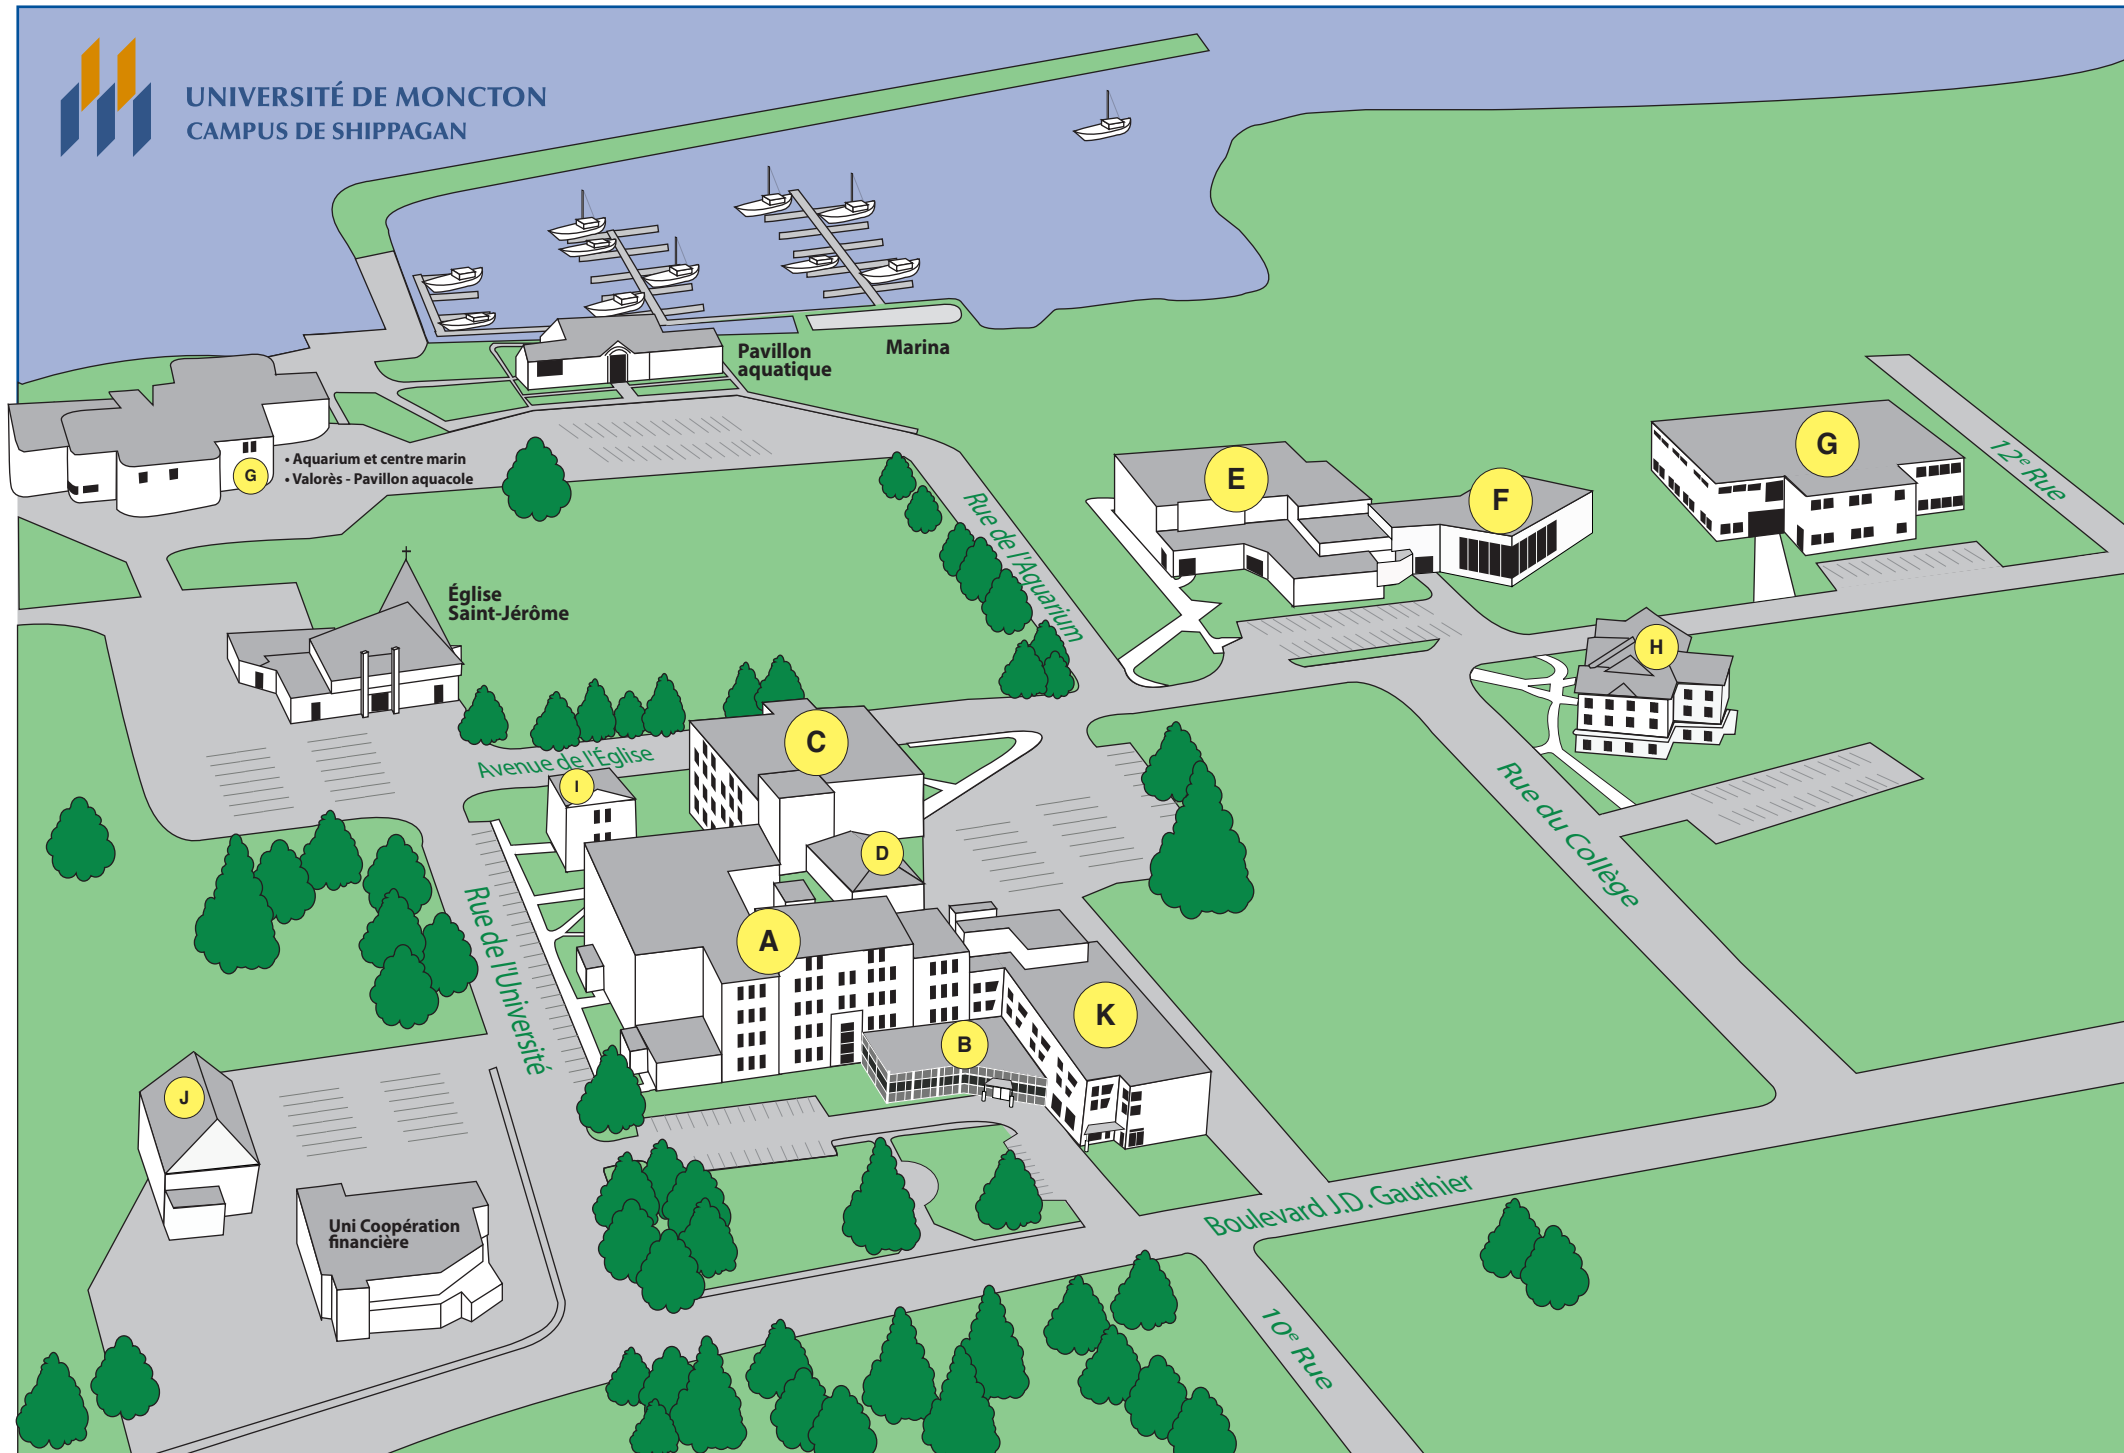 UNIVERSITÉ DE MONCTON
CAMPUS DE SHIPPAGAN
Pavillon
aquatique
Marina
G
• Aquarium et centre marin
• Valorès - Pavillon aquacole
E
F
G
12e Rue
Rue de l'Aquarium
Église
Saint-Jérôme
H
Avenue de l'Église
C
I
D
Rue du Collège
Rue de l'Université
A
K
B
J
Uni Coopération
financière
Boulevard J.D. Gauthier
10e Rue